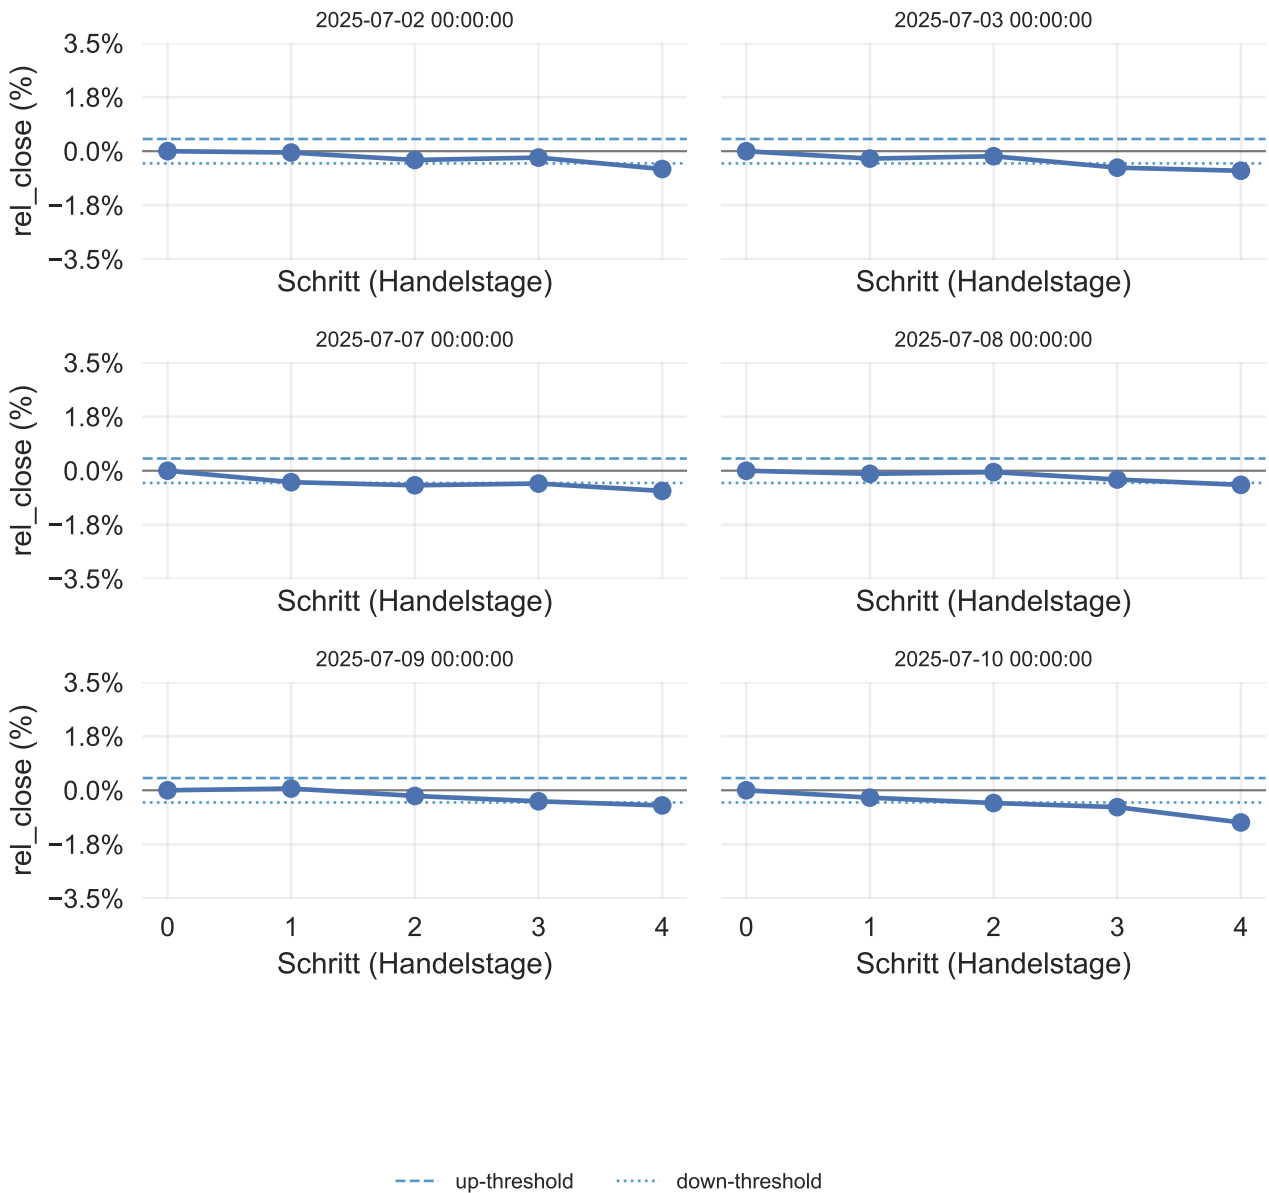 2025-07-02 00:00:00
2025-07-03 00:00:00
3.5%
1.8%
0.0%
−1.8%
−3.5%
rel_close (%)
Schritt (Handelstage)
Schritt (Handelstage)
2025-07-07 00:00:00
2025-07-08 00:00:00
3.5%
1.8%
0.0%
−1.8%
−3.5%
rel_close (%)
Schritt (Handelstage)
Schritt (Handelstage)
2025-07-09 00:00:00
2025-07-10 00:00:00
3.5%
1.8%
0.0%
−1.8%
−3.5%
rel_close (%)
0 1 2 3 4
0 1 2 3 4
Schritt (Handelstage)
Schritt (Handelstage)
up-threshold
down-threshold